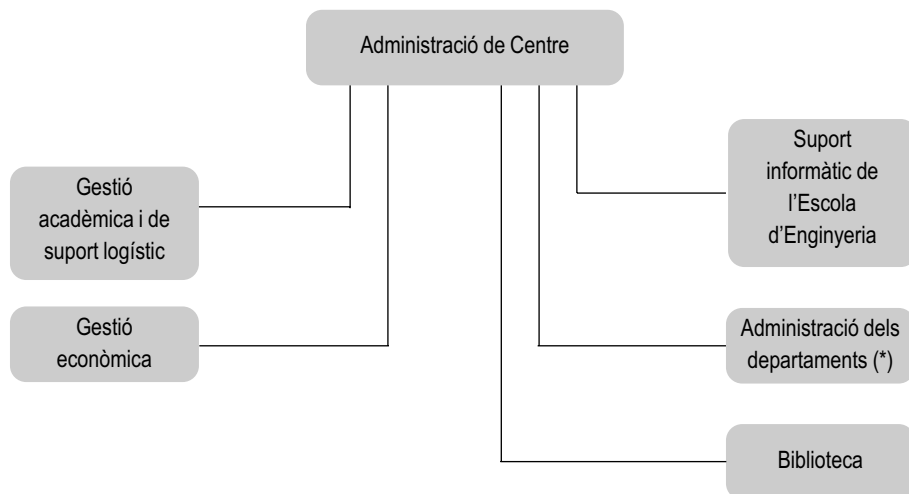 Administració de Centre
Gestió
acadèmica i de
suport logístic
Gestió
econòmica
Suport
informàtic de
l’Escola
d’Enginyeria
Administració dels
departaments (*)
Biblioteca